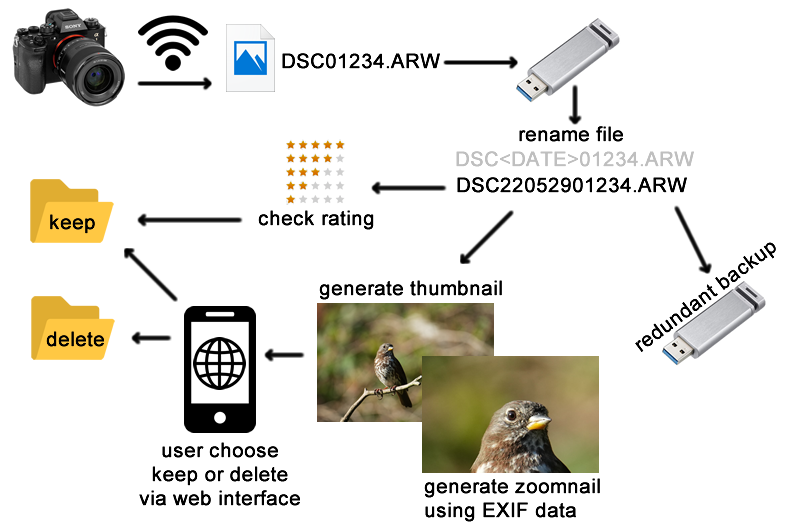 SONY
DSC01234.ARW
rename file
DSC<DATE>01234.ARW
DSC22052901234.ARW
check rating
keep
generate thumbnail
redundant backup
delete
user choose
keep or delete
via web interface
generate zoomnail
using EXIF data